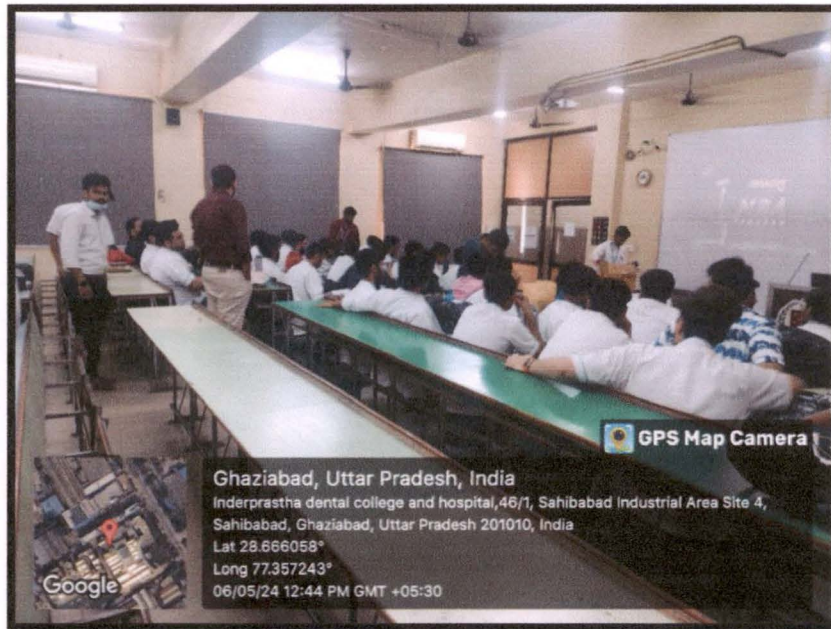 GPS Map Camera
Ghaziabad, Uttar Pradesh, India
Inderprastha dental college and hospital,46/1, Sahibabad Industrial Area Site 4,
Sahibabad, Ghaziabad, Uttar Pradesh 201010, India
Lat 28.666058°
Long 77.357243°
06/05/24 12:44 PM GMT +05:30
Google